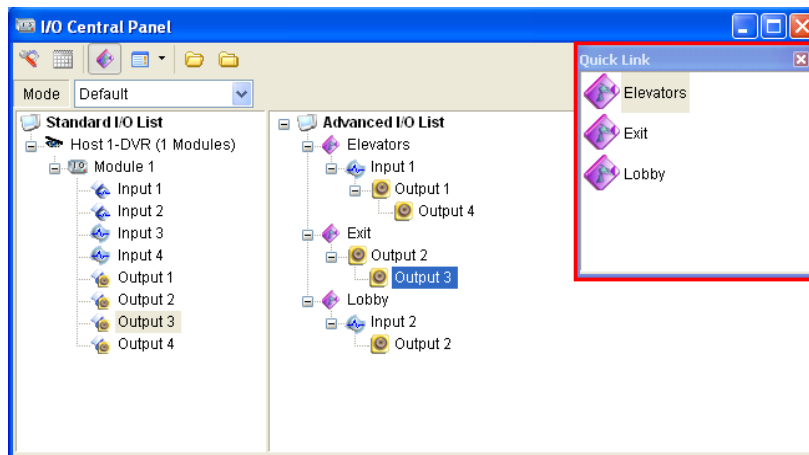 I/O Central Panel
Mode Default
Standard I/O List
Host 1-DVR (1 Modules)
Module 1
Input 1
Input 2
Input 3
Input 4
Output 1
Output 2
Output 3
Output 4
Advanced I/O List
Elevators
Input 1
Output 1
Output 4
Exit
Output 2
Output 3
Lobby
Input 2
Output 2
Quick Link
Elevators
Exit
Lobby